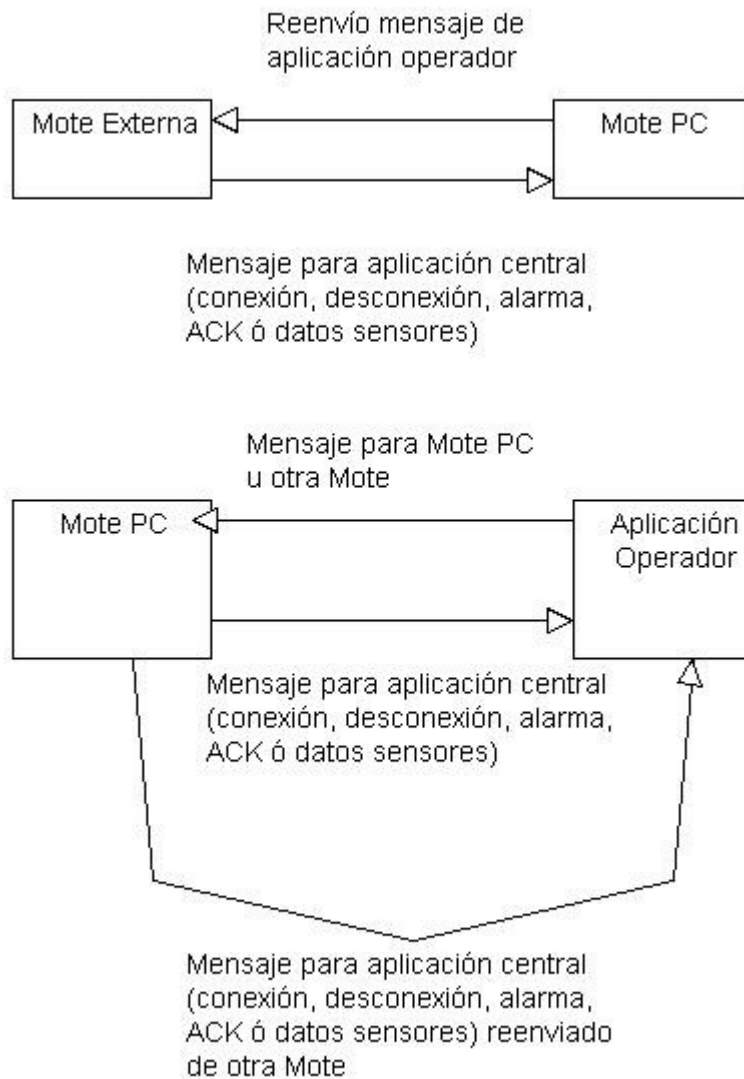 Reenvío mensaje de
aplicación operador
Mote Externa
Mote PC
Mensaje para aplicación central
(conexión, desconexión, alarma,
ACK ó datos sensores)
Mensaje para Mote PC
u otra Mote
Mote PC
Aplicación
Operador
Mensaje para aplicación central
(conexión, desconexión, alarma,
ACK ó datos sensores)
Mensaje para aplicación central
(conexión, desconexión, alarma,
ACK ó datos sensores) reenviado
de otra Mote